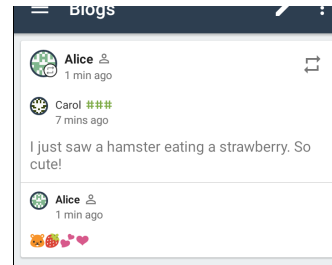 Blogs
Alice
1 min ago
Carol ###
7 mins ago
I just saw a hamster eating a strawberry. So
cute!
Alice
1 min ago
🐹🍓💕❤